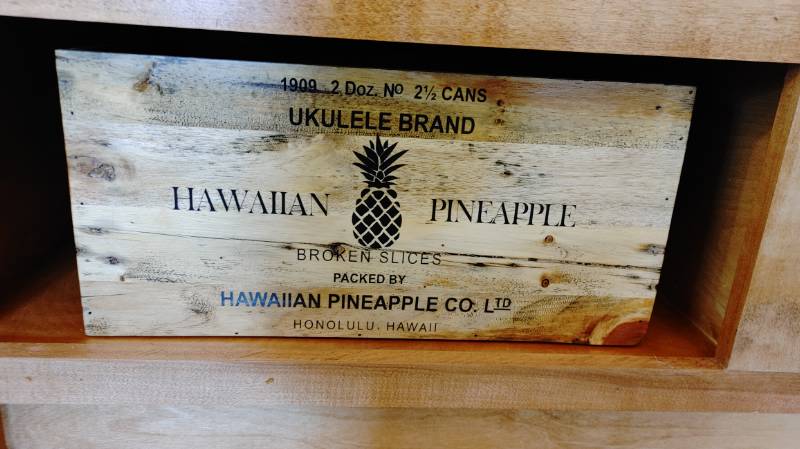 1909 2 Doz. No 2½ CANS
UKULELE BRAND
HAWAIIAN PINEAPPLE
BROKEN SLICES
PACKED BY
HAWAIIAN PINEAPPLE CO. LTD
HONOLULU, HAWAII